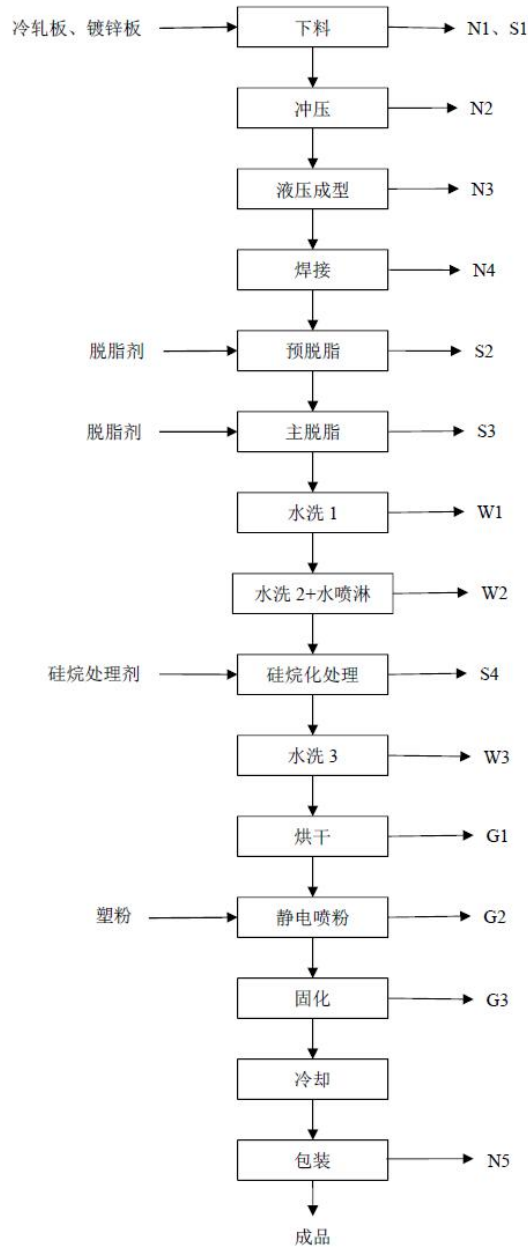 冷轧板、镀锌板 下料 N1、S1
冲压 N2
液压成型 N3
焊接 N4
脱脂剂 预脱脂 S2
脱脂剂 主脱脂 S3
水洗 1 W1
水洗 2+水喷淋 W2
硅烷处理剂 硅烷化处理 S4
水洗 3 W3
烘干 G1
塑粉 静电喷粉 G2
固化 G3
冷却
包装 N5
成品